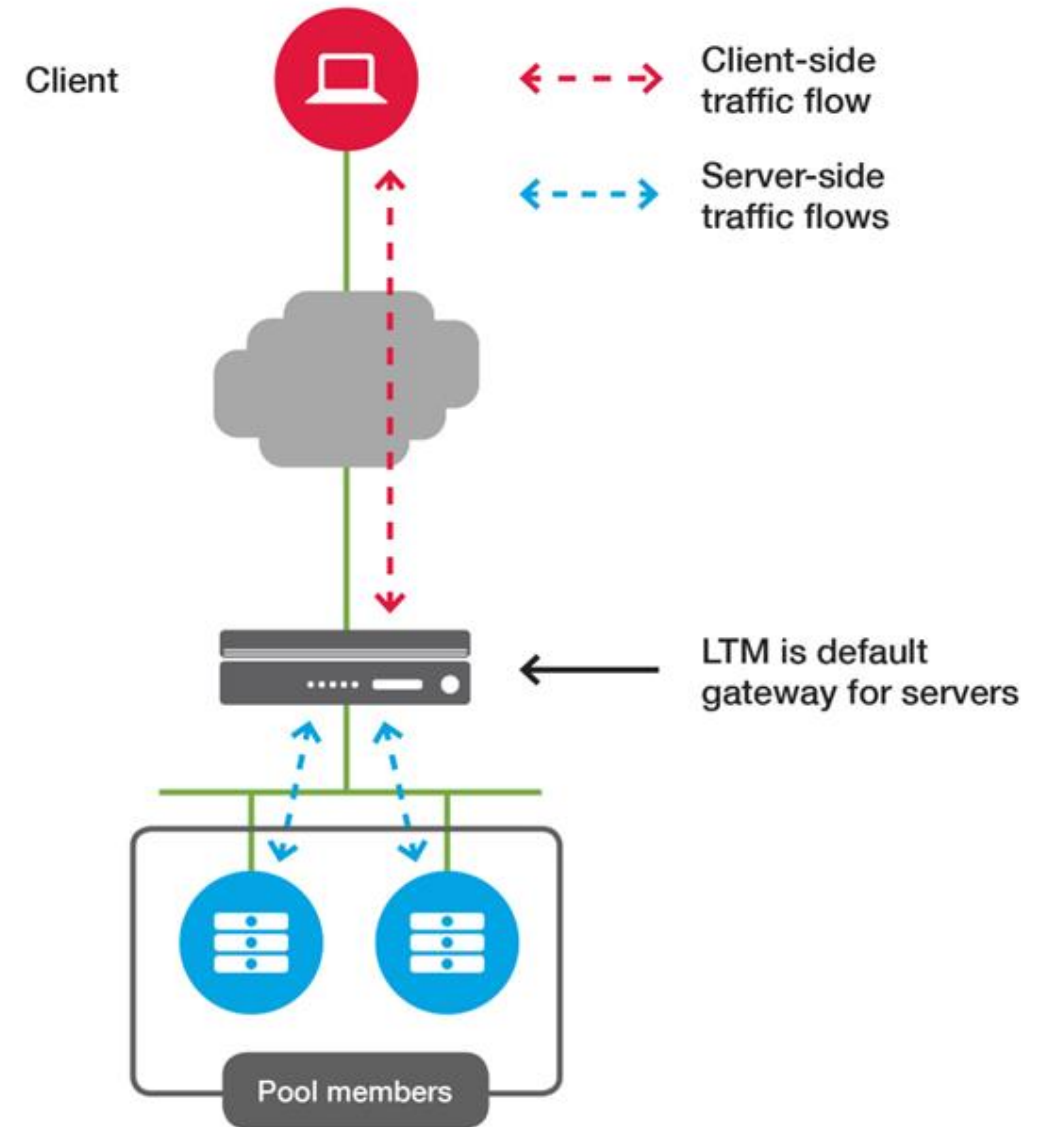 Client
Client-side
traffic flow
Server-side
traffic flows
LTM is default
gateway for servers
Pool members